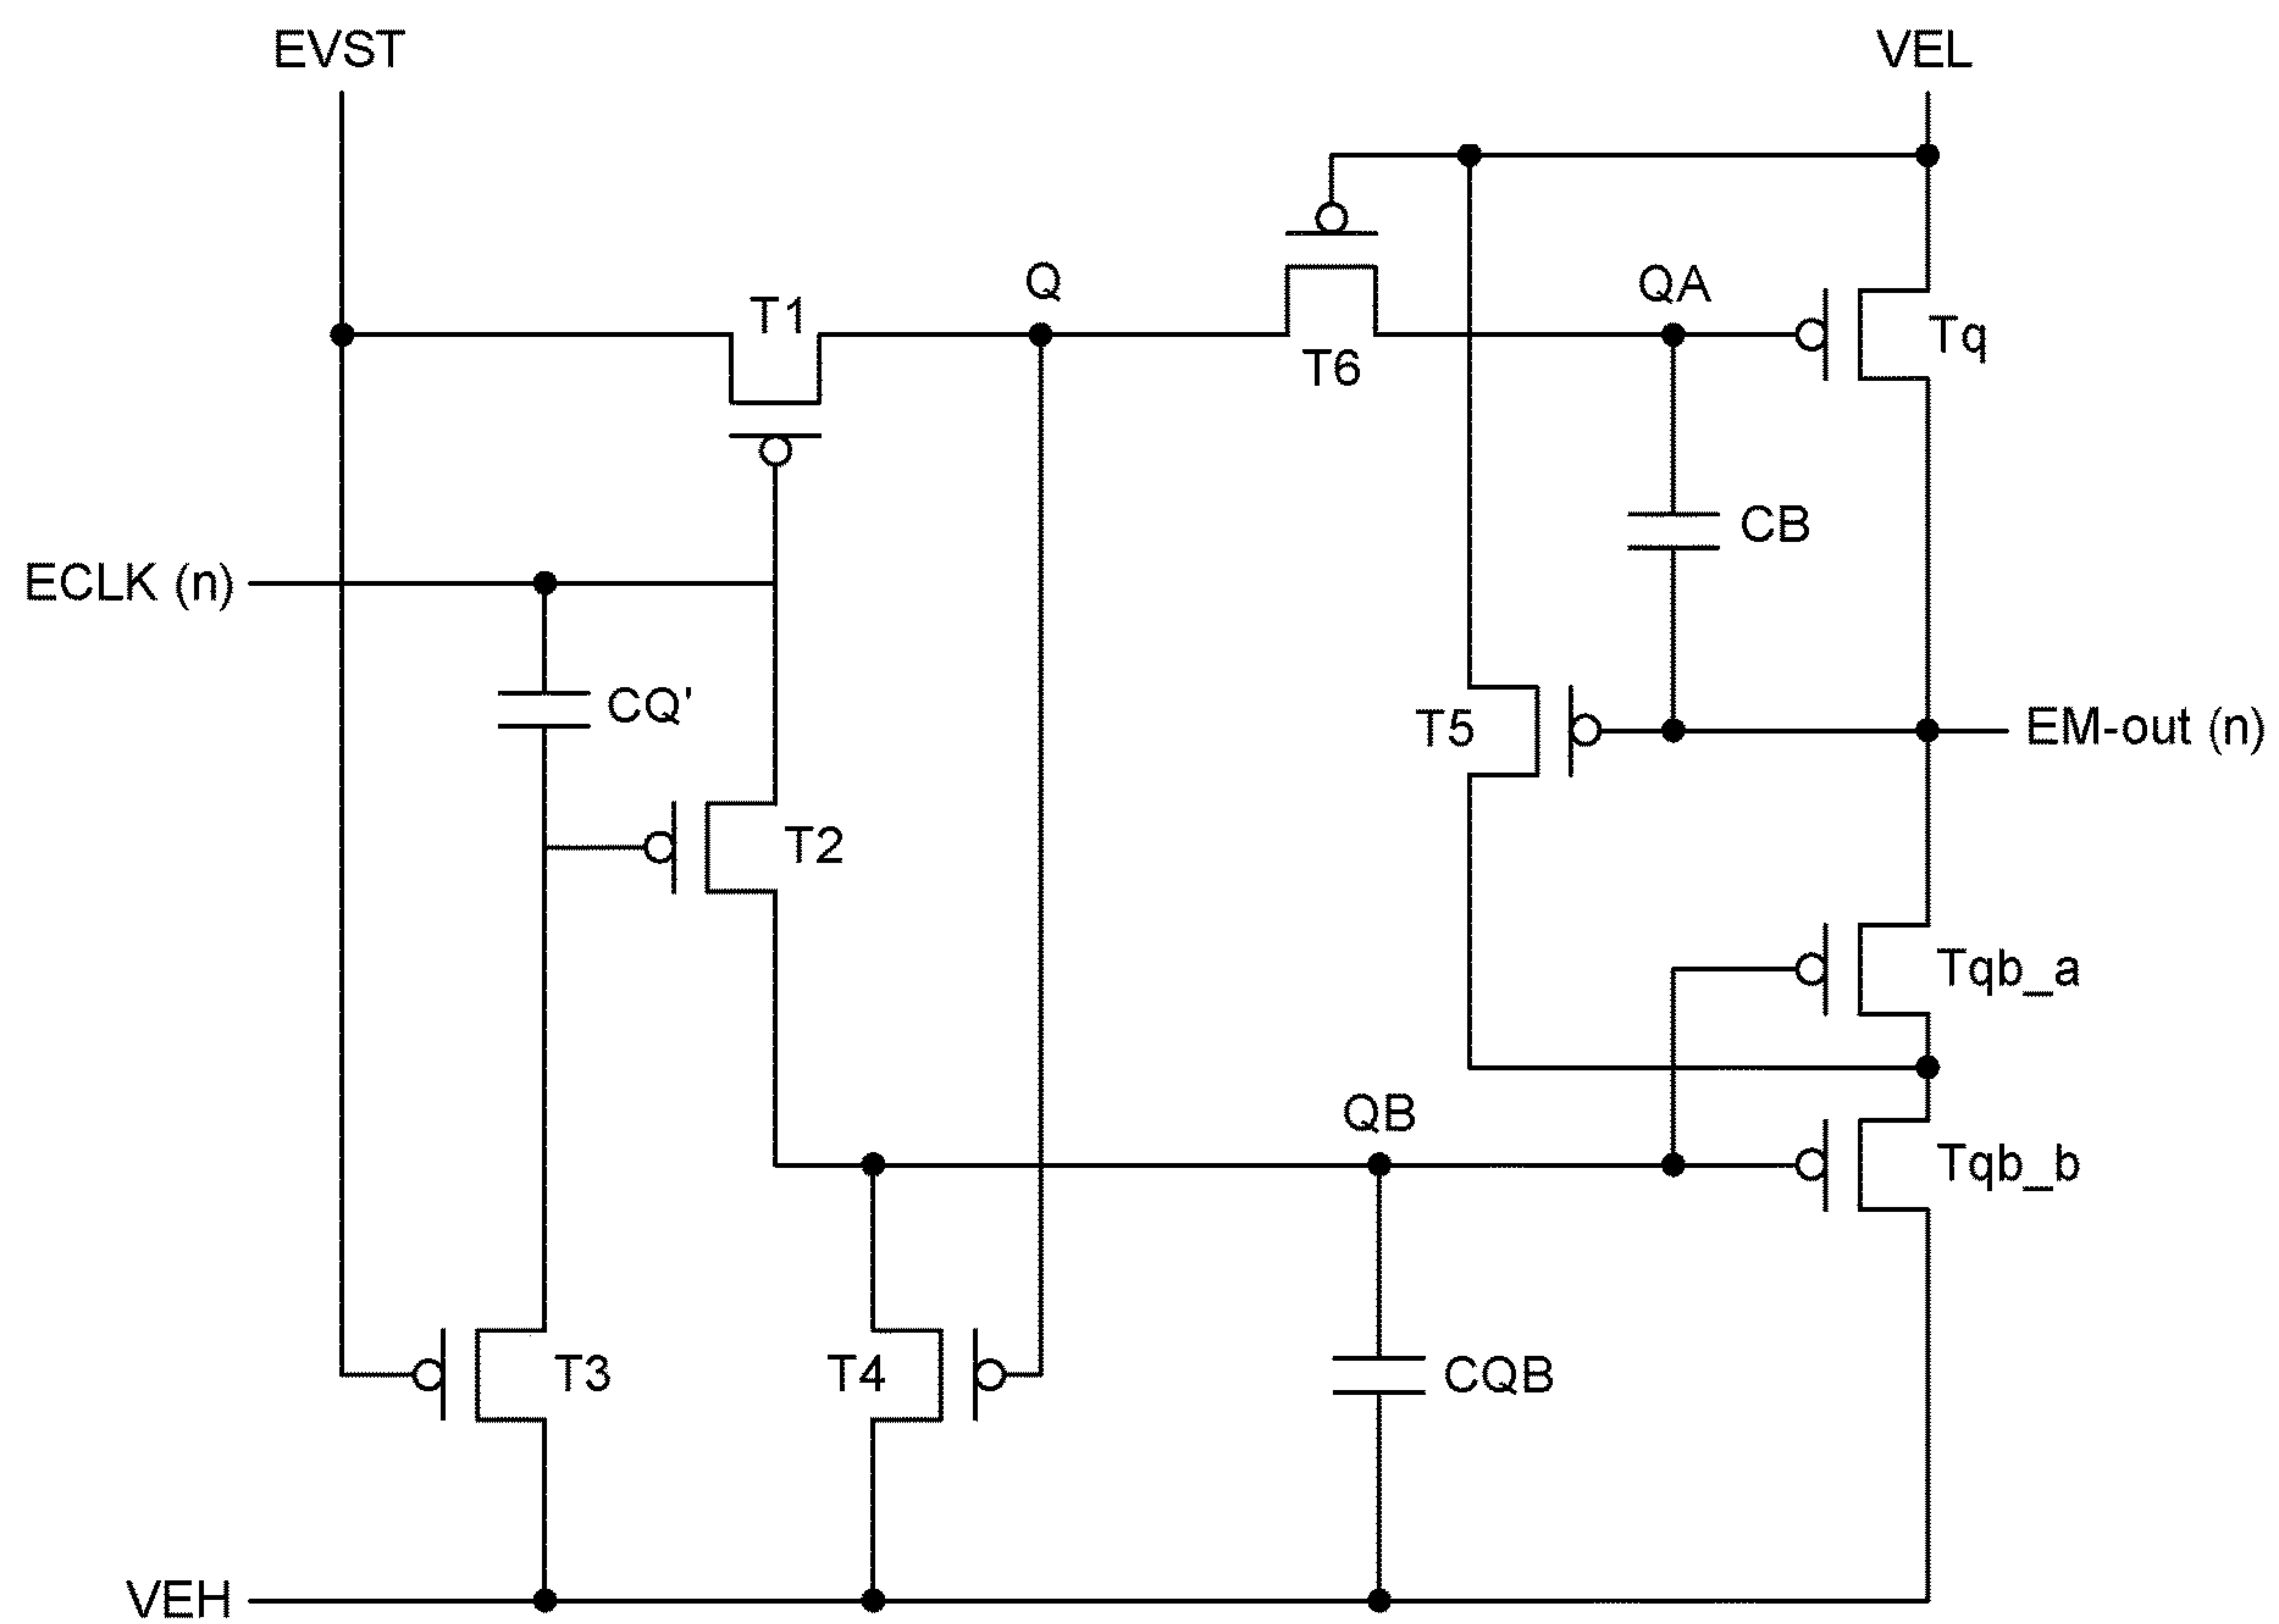 EVST
VEL
Q
QA
T1
Tq
T6
CB
ECLK (n)
CQ'
T5
EM-out (n)
T2
Tqb_a
QB
Tqb_b
T3
T4
CQB
VEH